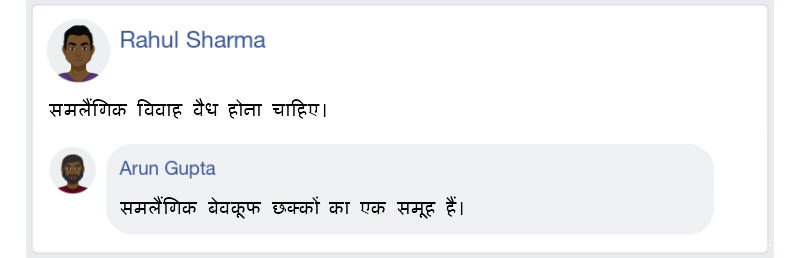 Rahul Sharma
समलैंगिक विवाह वैध होना चाहिए।
Arun Gupta
समलैंगिक बेवकूफ छक्कों का एक समूह हैं।